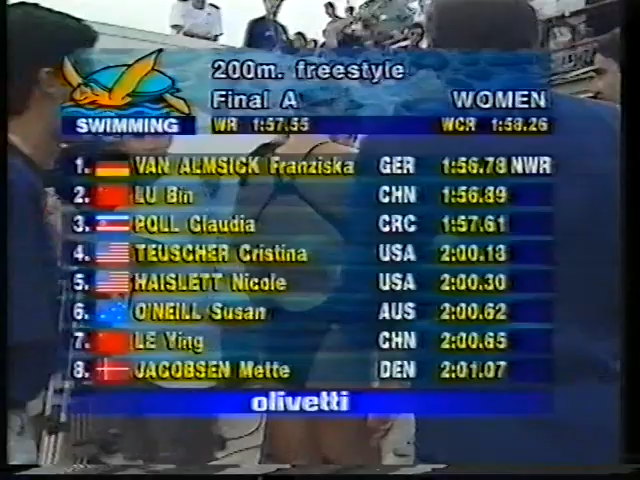 200m. freestyle
Final A WOMEN
SWIMMING WR 1:57.55 WCR 1:58.26
1. VAN ALMSICK Franziska GER 1:56.78 NWR
2. LU Bin CHN 1:56.89
3. POLL Claudia CRC 1:57.61
4. TEUSCHER Cristina USA 2:00.18
5. HAISLETT Nicole USA 2:00.30
6. O'NEILL Susan AUS 2:00.62
7. LE Ying CHN 2:00.65
8. JACOBSEN Mette DEN 2:01.07
olivetti